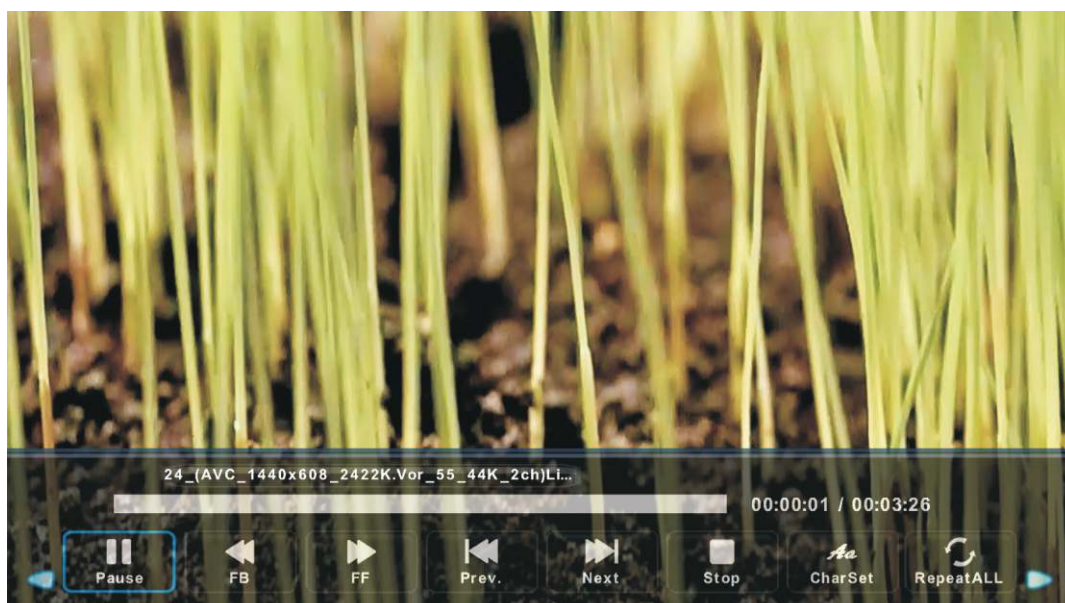 24_(AVC_1440x608_2422K.Vor_55_44K_2ch)Li...
00:00:01 / 00:03:26
Pause FB FF Prev. Next Stop Aa CharSet RepeatALL